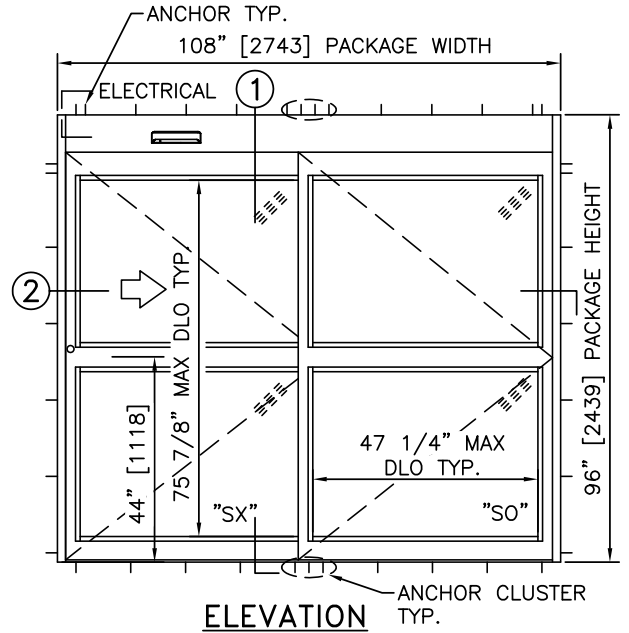 ANCHOR TYP.
108" [2743] PACKAGE WIDTH
ELECTRICAL
1
2
75 7/8" MAX DLO TYP.
96" [2439] PACKAGE HEIGHT
44" [1118]
47 1/4" MAX
DLO TYP.
"SX"
"SO"
ANCHOR CLUSTER
TYP.
ELEVATION